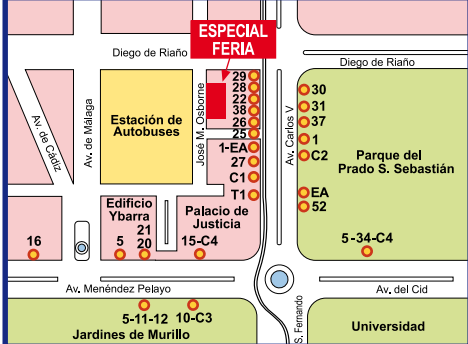 ESPECIAL
FERIA
Diego de Riaño
Diego de Riaño
29
28
22
38
26
25
1-EA
27
C1
T1
30
31
37
1
C2
EA
52
Av. de Cádiz
Av. de Málaga
Estación de
Autobuses
José M. Osborne
Av. Carlos V
Parque del
Prado S. Sebastián
Edificio
Ybarra
21
20
5
16
Palacio de
Justicia
15-C4
5-34-C4
Av. Menéndez Pelayo
Av. del Cid
5-11-12
10-C3
Jardines de Murillo
S. Fernando
Universidad